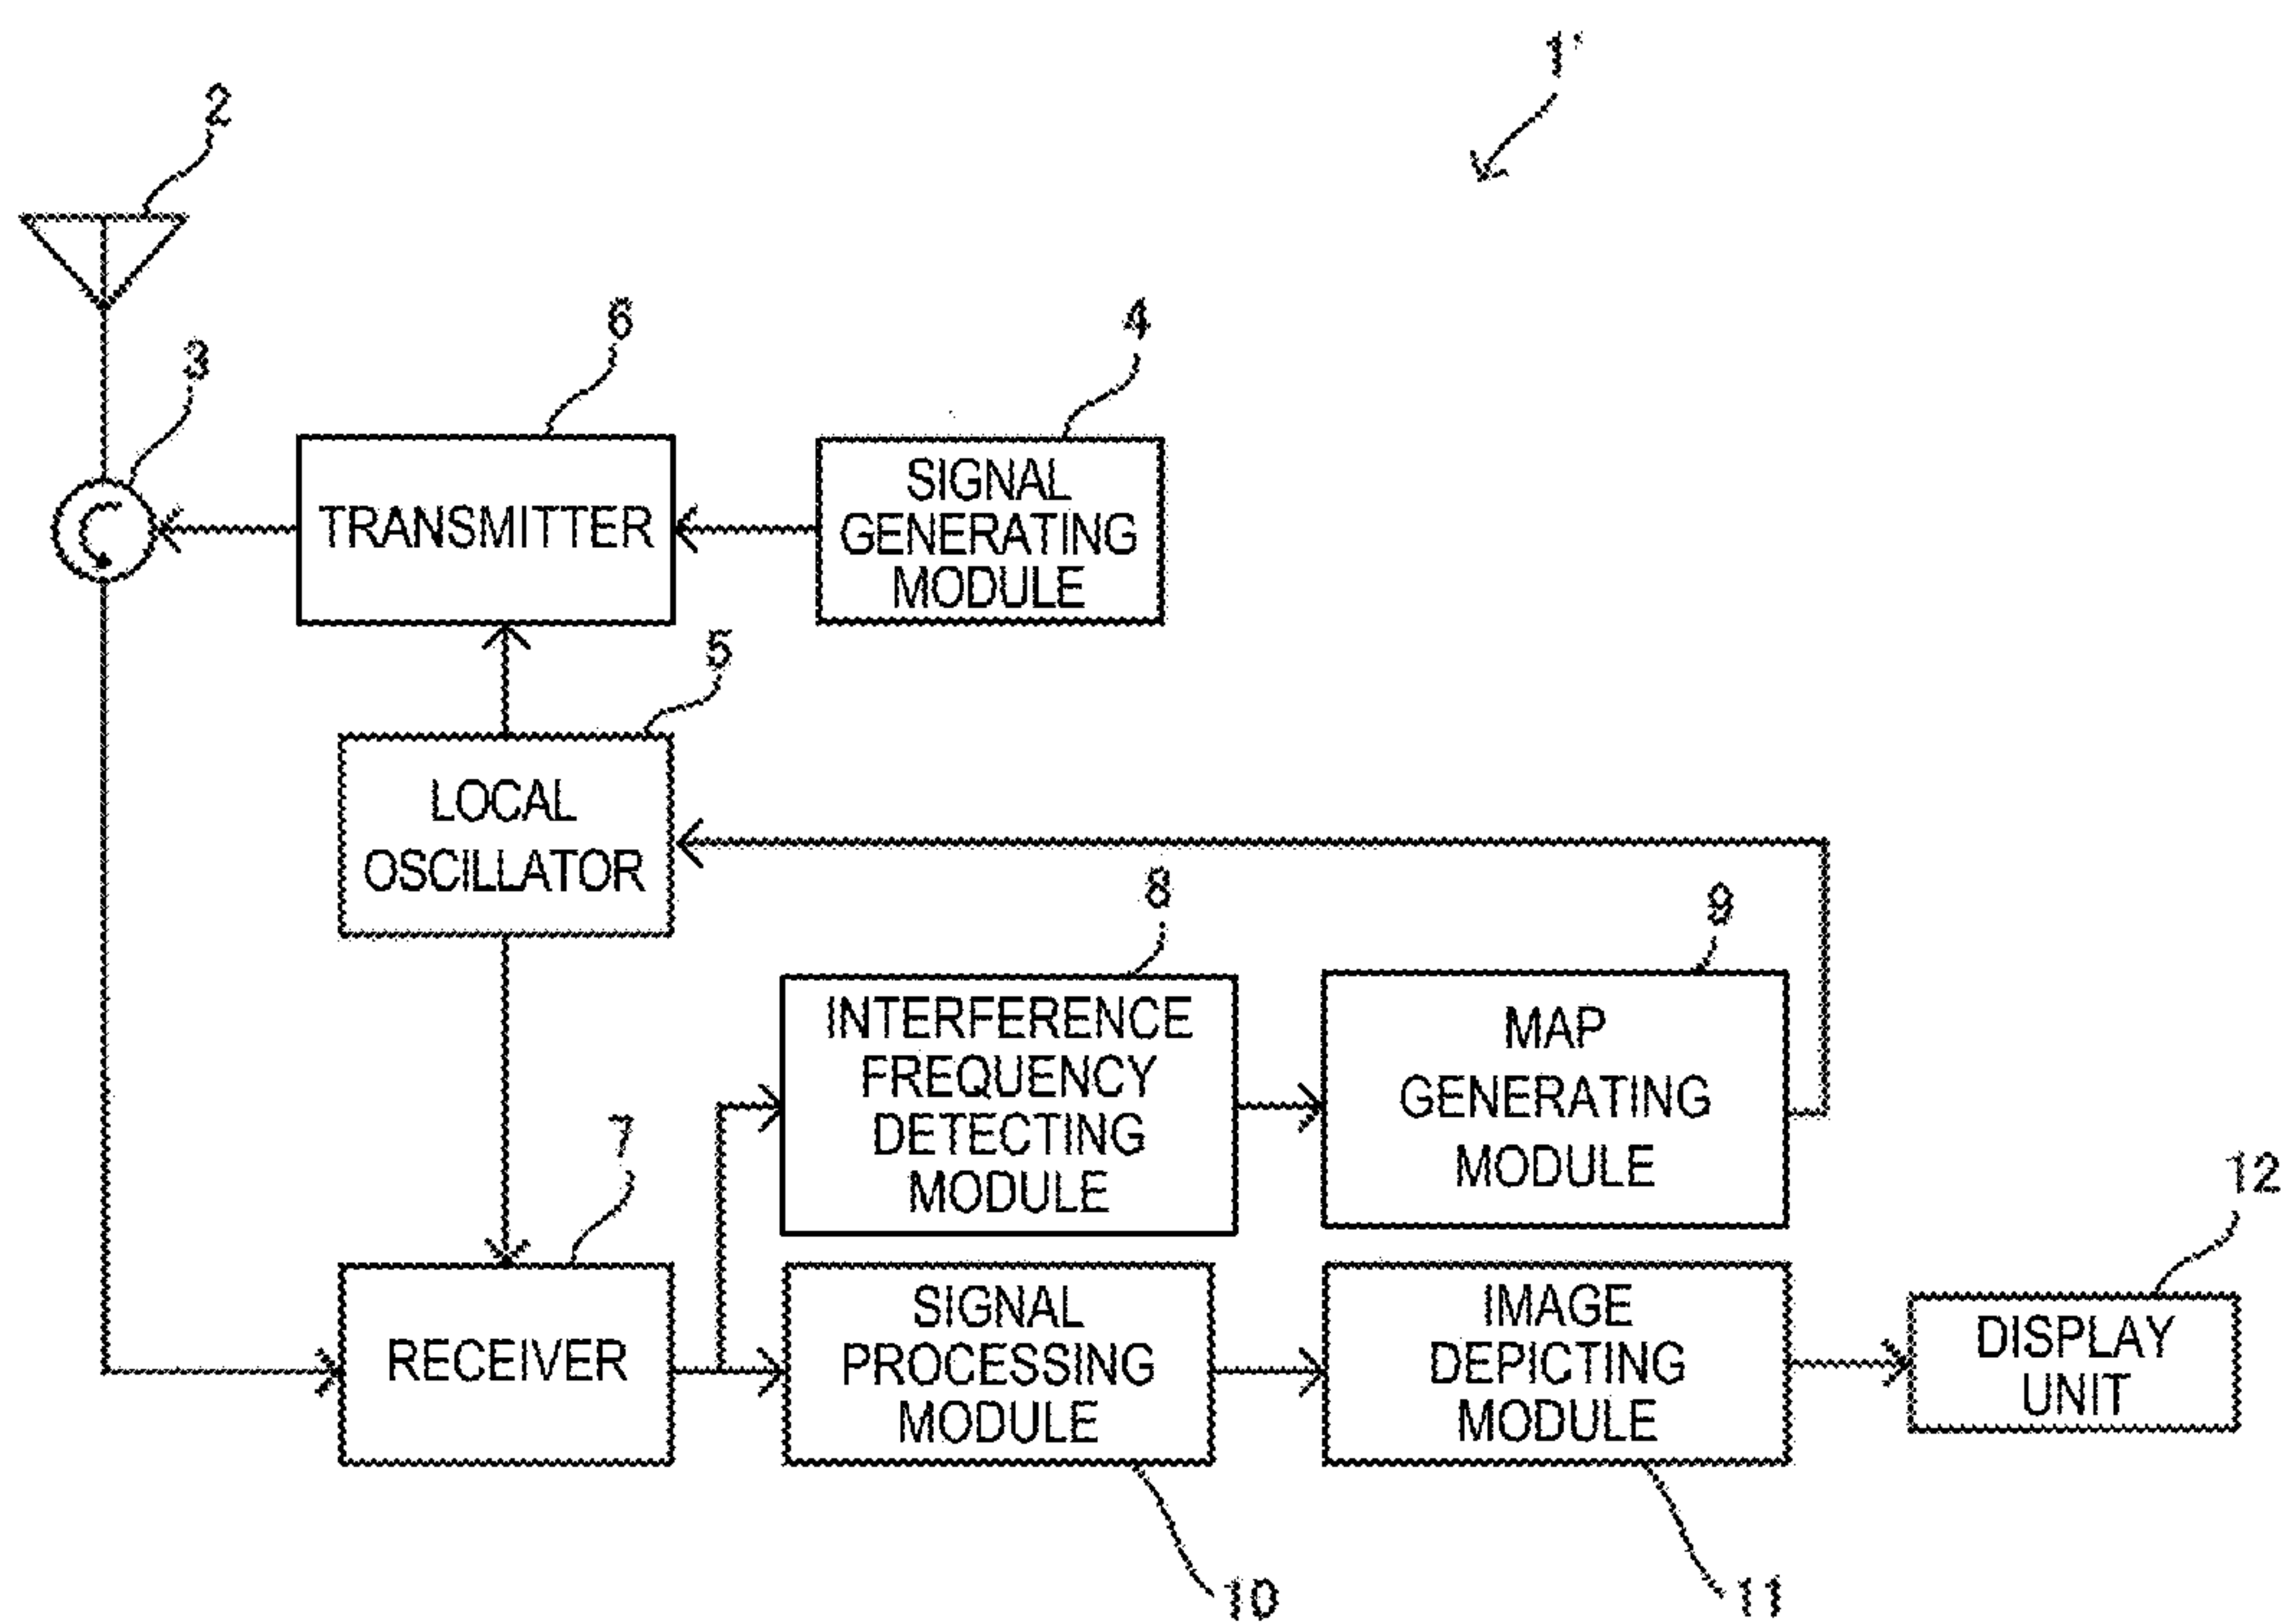 1'
2
3
6
4
TRANSMITTER
SIGNAL
GENERATING
MODULE
5
LOCAL
OSCILLATOR
8
9
INTERFERENCE
FREQUENCY
DETECTING
MODULE
MAP
GENERATING
MODULE
7
12
RECEIVER
SIGNAL
PROCESSING
MODULE
IMAGE
DEPICTING
MODULE
DISPLAY
UNIT
10
11